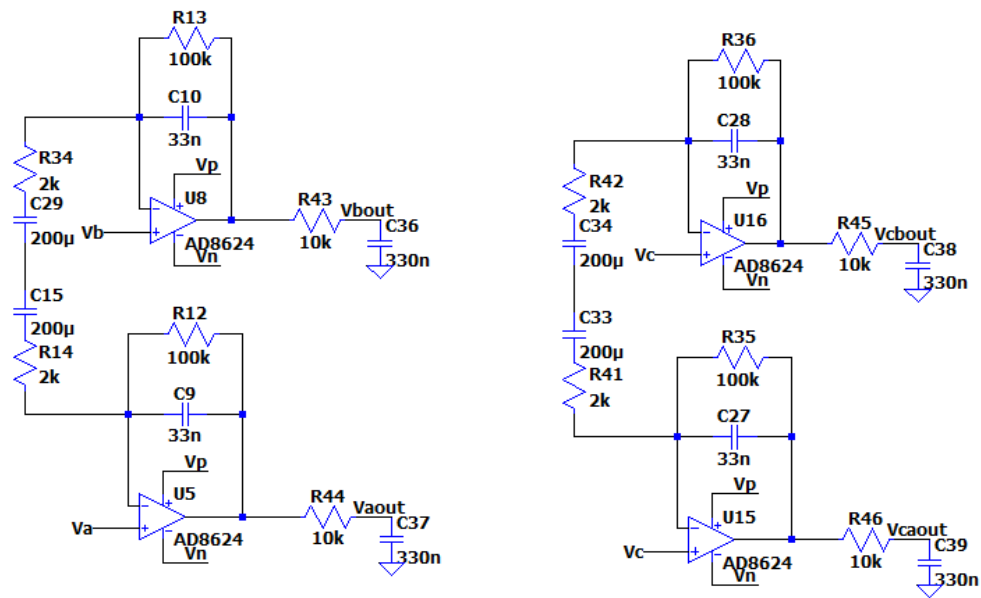 R13
100k
C10
33n
R34
2k
C29
200µ
Vp
U8
Vb
AD8624
Vn
R43
10k
Vbout
C36
330n
C15
200µ
R14
2k
R12
100k
C9
33n
Vp
U5
Va
AD8624
Vn
R44
10k
Vaout
C37
330n
R36
100k
C28
33n
R42
2k
C34
200µ
Vp
U16
Vc
AD8624
Vn
R45
10k
Vcbout
C38
330n
C33
200µ
R41
2k
R35
100k
C27
33n
Vp
U15
Vc
AD8624
Vn
R46
10k
Vcaout
C39
330n